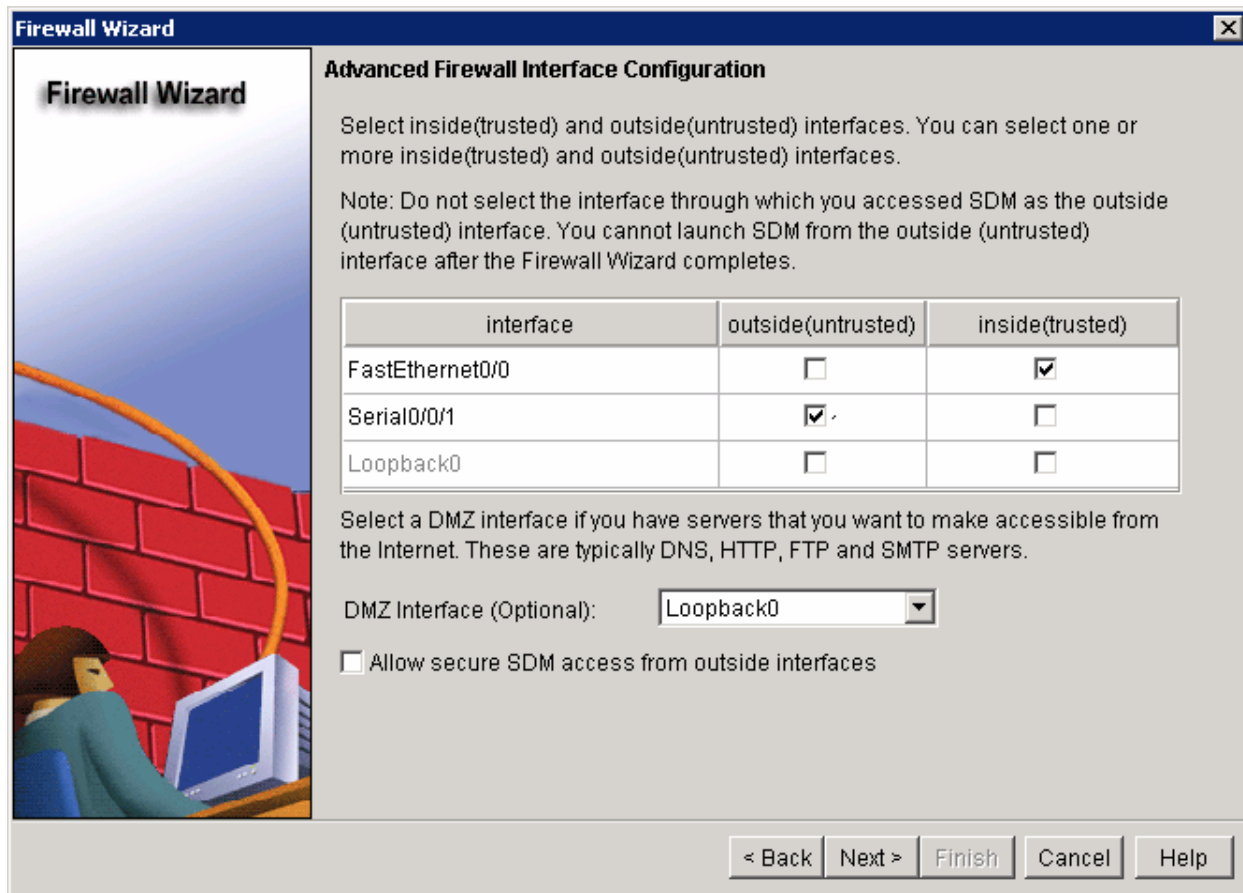 Firewall Wizard
Firewall Wizard
Advanced Firewall Interface Configuration
Select inside(trusted) and outside(untrusted) interfaces. You can select one or
more inside(trusted) and outside(untrusted) interfaces.
Note: Do not select the interface through which you accessed SDM as the outside
(untrusted) interface. You cannot launch SDM from the outside (untrusted)
interface after the Firewall Wizard completes.
interface outside(untrusted) inside(trusted)
FastEthernet0/0
Serial0/0/1
Loopback0
Select a DMZ interface if you have servers that you want to make accessible from
the Internet. These are typically DNS, HTTP, FTP and SMTP servers.
DMZ Interface (Optional): Loopback0
Allow secure SDM access from outside interfaces
< Back Next > Finish Cancel Help